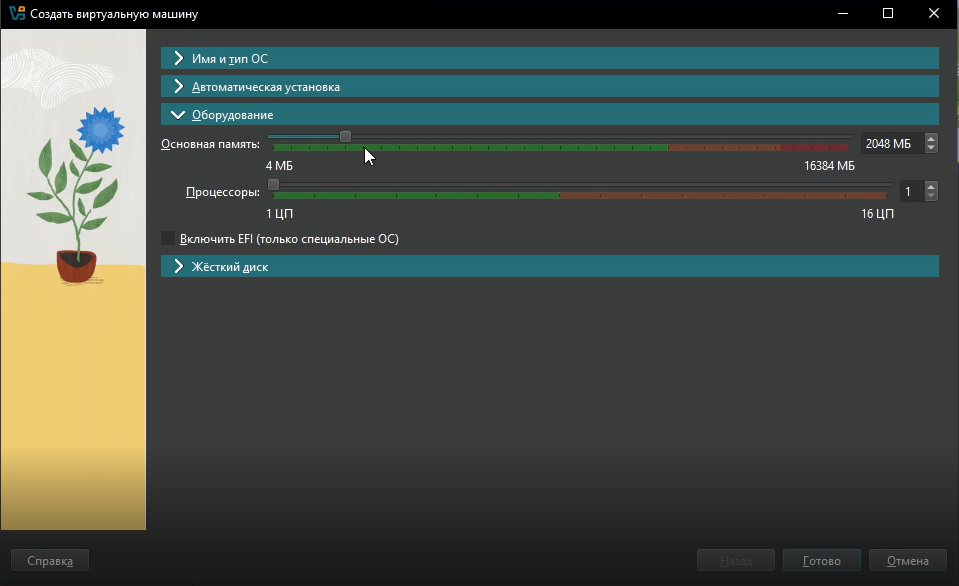 Создать виртуальную машину
Имя и тип ОС
Автоматическая установка
Оборудование
Основная память:
2048 МБ
4 МБ
16384 МБ
Процессоры:
1
1 ЦП
16 ЦП
Включить EFI (только специальные ОС)
Жёсткий диск
Справка
Назад
Готово
Отмена